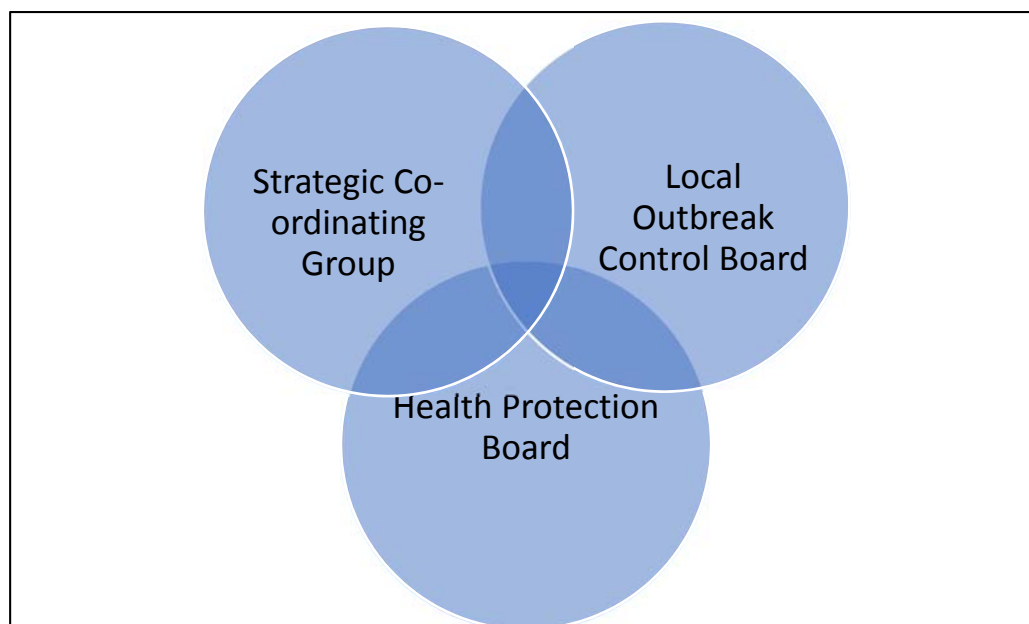 Strategic Co-
ordinating
Group
Local
Outbreak
Control Board
Health Protection
Board